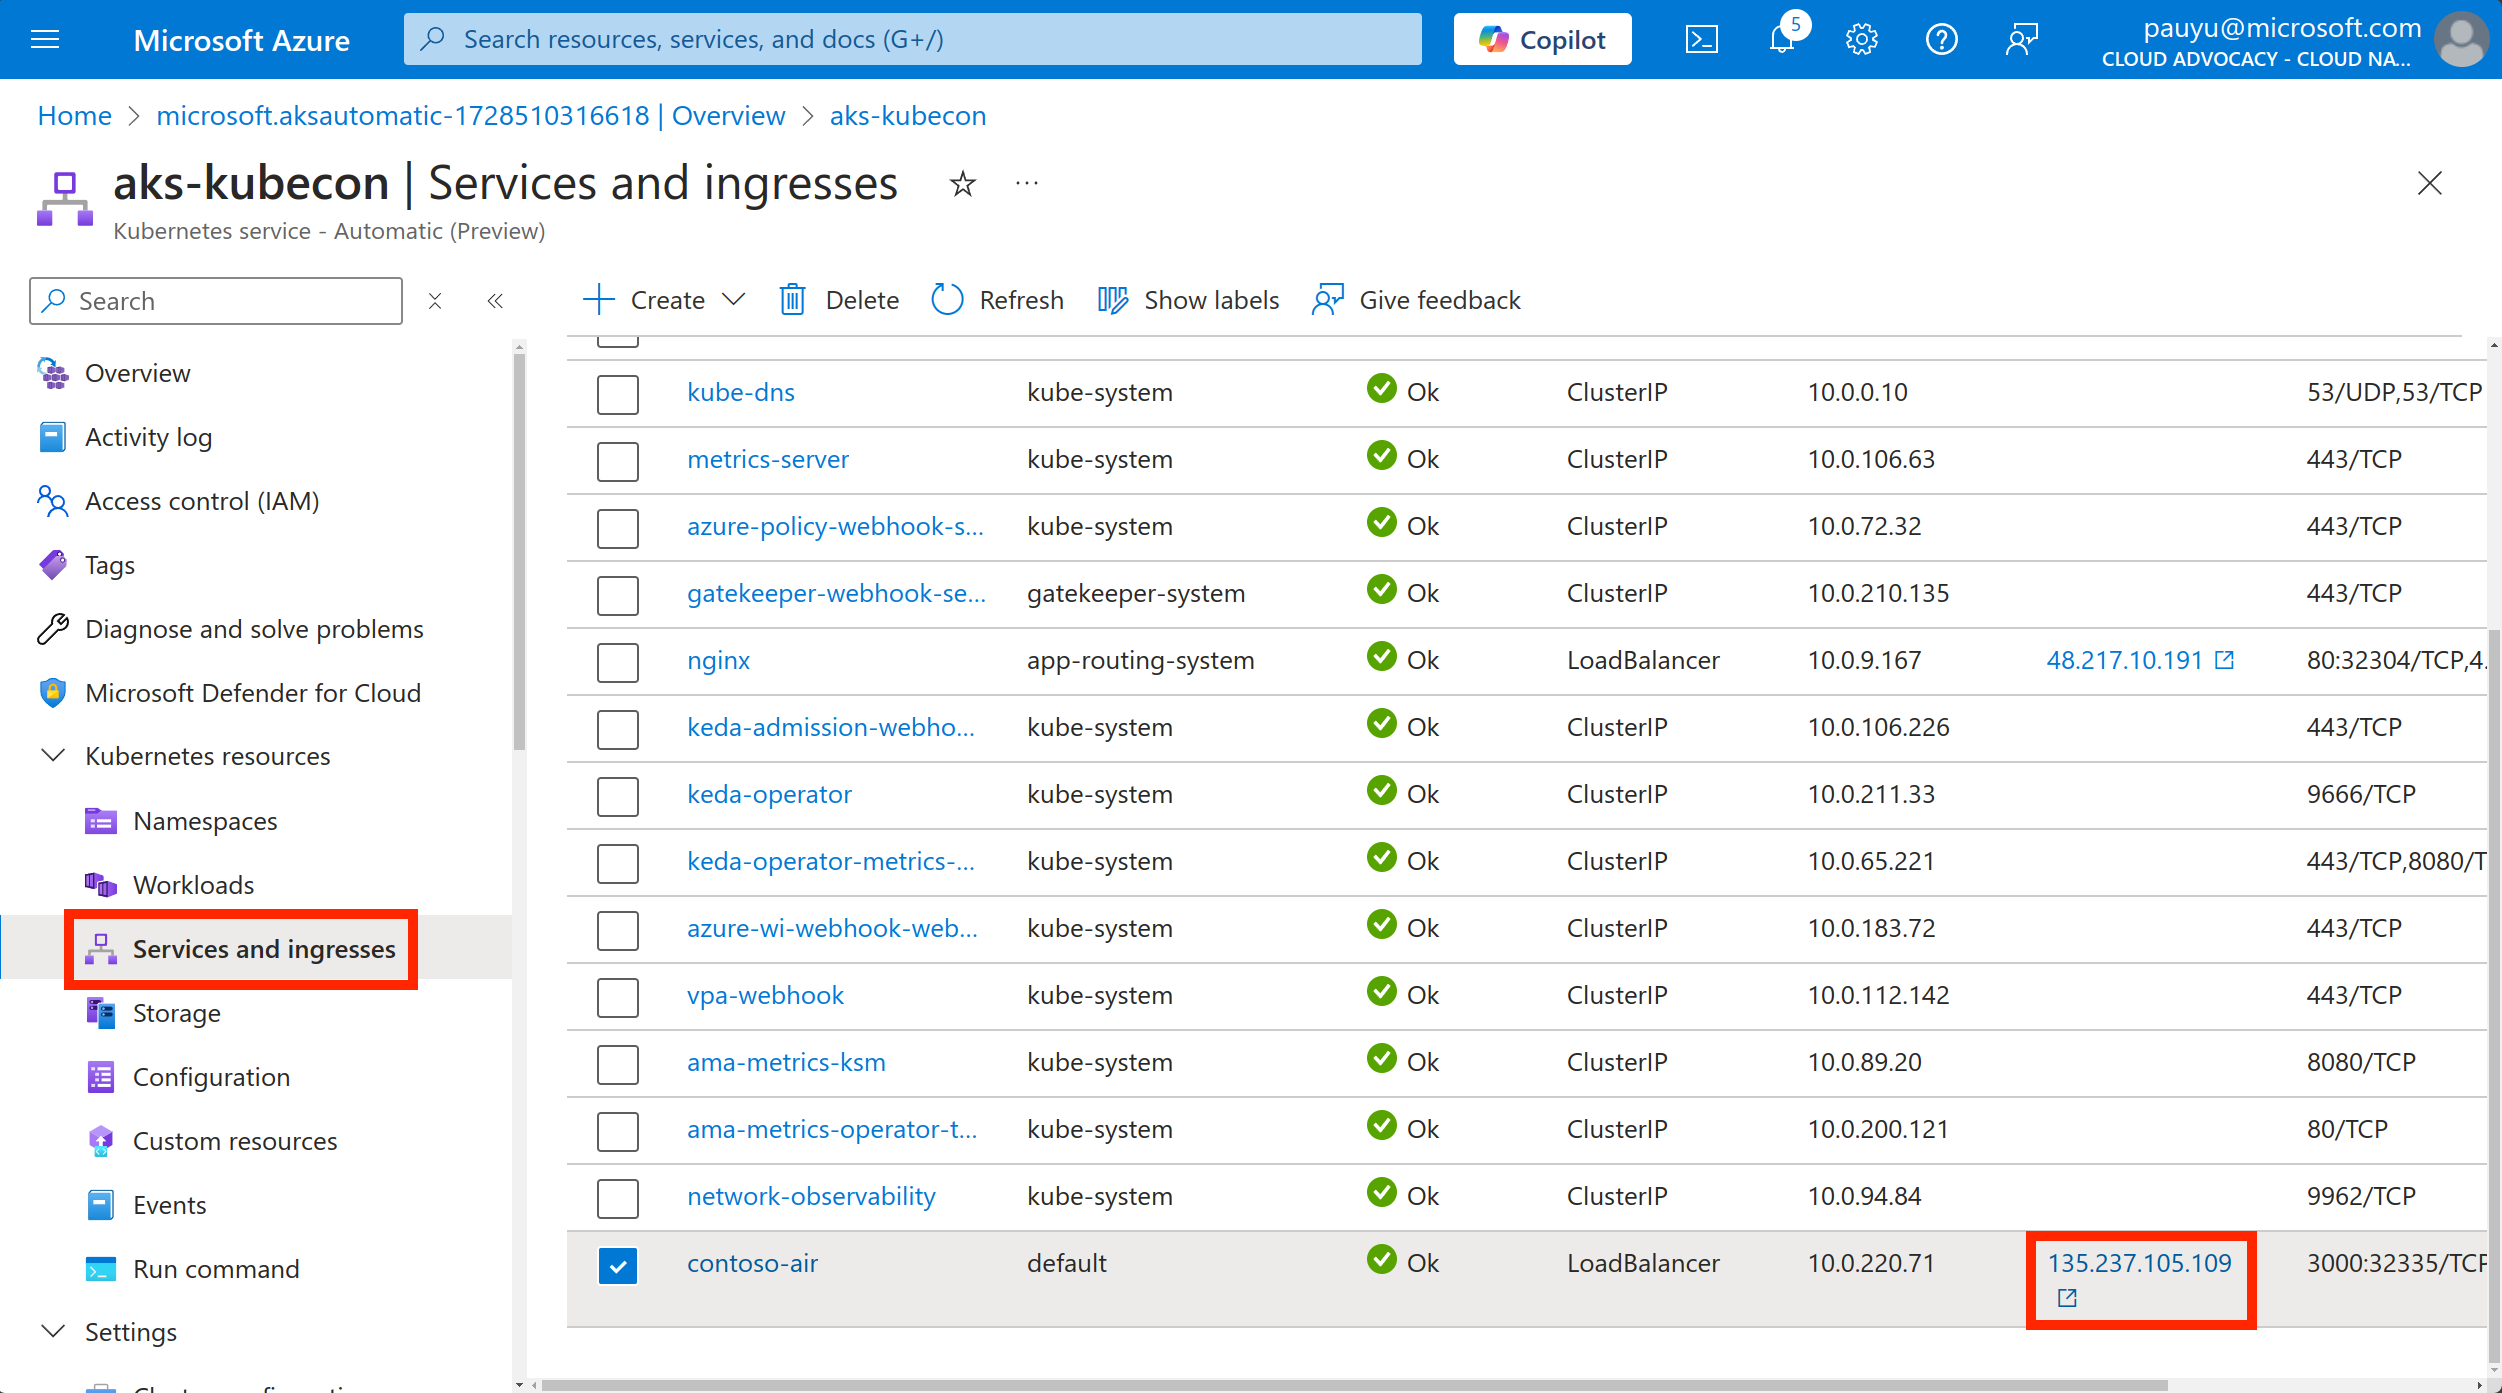 Microsoft Azure
Search resources, services, and docs (G+/)
Copilot
5
pauyu@microsoft.com
CLOUD ADVOCACY - CLOUD NA...
Home > microsoft.aksautomatic-1728510316618 | Overview > aks-kubecon
aks-kubecon | Services and ingresses
Kubernetes service - Automatic (Preview)
Search
Create
Delete
Refresh
Show labels
Give feedback
Overview
Activity log
Access control (IAM)
Tags
Diagnose and solve problems
Microsoft Defender for Cloud
Kubernetes resources
Namespaces
Workloads
Services and ingresses
Storage
Configuration
Custom resources
Events
Run command
Settings
kube-dns kube-system Ok ClusterIP 10.0.0.10 53/UDP,53/TCP
metrics-server kube-system Ok ClusterIP 10.0.106.63 443/TCP
azure-policy-webhook-s... kube-system Ok ClusterIP 10.0.72.32 443/TCP
gatekeeper-webhook-se... gatekeeper-system Ok ClusterIP 10.0.210.135 443/TCP
nginx app-routing-system Ok LoadBalancer 10.0.9.167 48.217.10.191 80:32304/TCP,4.
keda-admission-webho... kube-system Ok ClusterIP 10.0.106.226 443/TCP
keda-operator kube-system Ok ClusterIP 10.0.211.33 9666/TCP
keda-operator-metrics-... kube-system Ok ClusterIP 10.0.65.221 443/TCP,8080/T
azure-wi-webhook-web... kube-system Ok ClusterIP 10.0.183.72 443/TCP
vpa-webhook kube-system Ok ClusterIP 10.0.112.142 443/TCP
ama-metrics-ksm kube-system Ok ClusterIP 10.0.89.20 8080/TCP
ama-metrics-operator-t... kube-system Ok ClusterIP 10.0.200.121 80/TCP
network-observability kube-system Ok ClusterIP 10.0.94.84 9962/TCP
contoso-air default Ok LoadBalancer 10.0.220.71 135.237.105.109 3000:32335/TCP